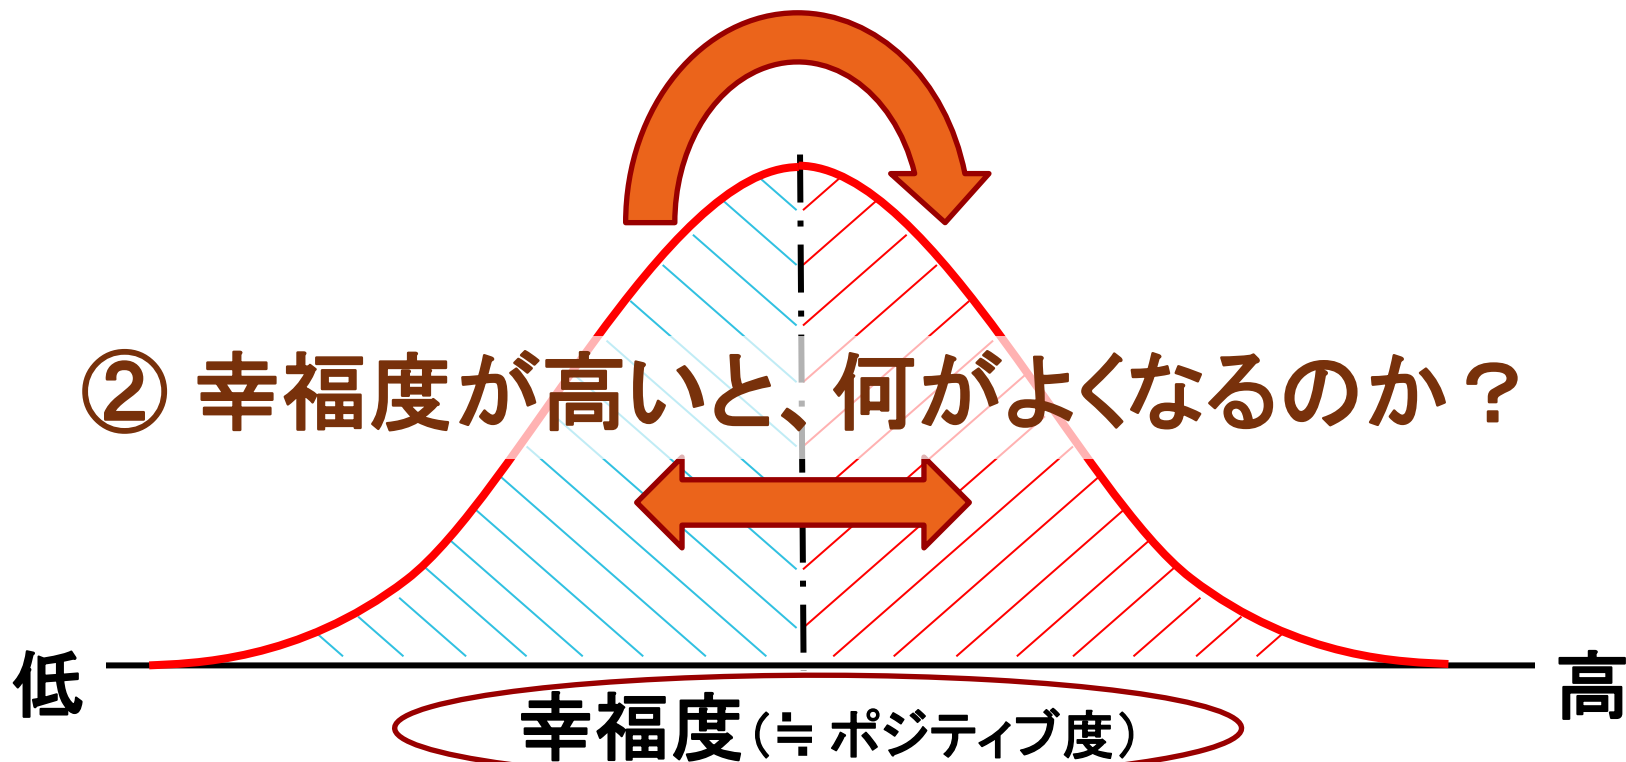 ② 幸福度が高いと、何がよくなるのか？
低
高
幸福度(≒ ポジティブ度)